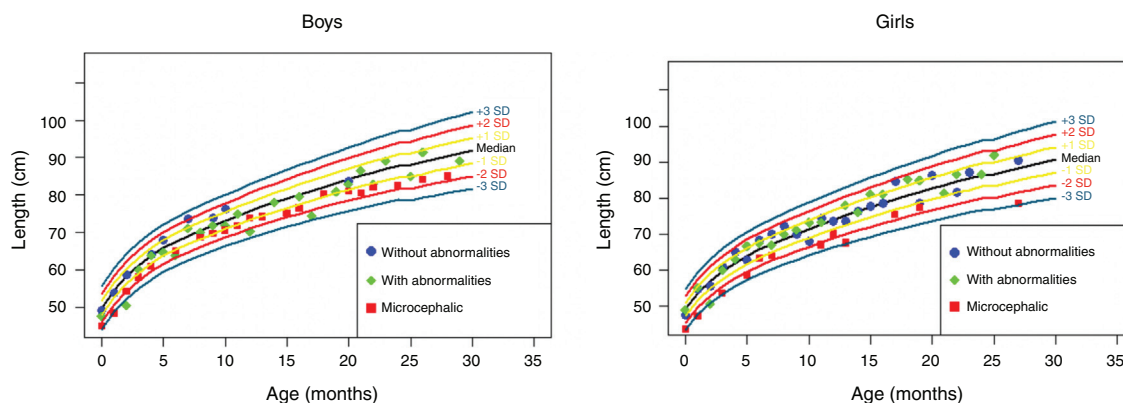 Boys
Length (cm)
100
90
80
70
60
50
+3 SD
+2 SD
+1 SD
Median
-1 SD
-2 SD
-3 SD
Without abnormalities
With abnormalities
Microcephalic
0 5 10 15 20 25 30 35
Age (months)
Girls
Length (cm)
100
90
80
70
60
50
+3 SD
+2 SD
+1 SD
Median
-1 SD
-2 SD
-3 SD
Without abnormalities
With abnormalities
Microcephalic
0 5 10 15 20 25 30 35
Age (months)